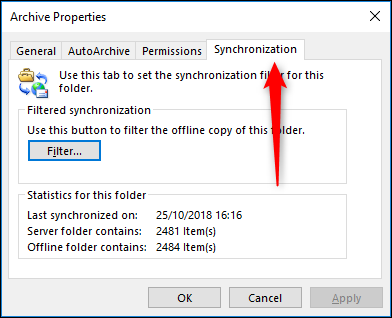 Archive Properties
General AutoArchive Permissions Synchronization
Use this tab to set the synchronization filter for this
folder.
Filtered synchronization
Use this button to filter the offline copy of this folder.
Filter...
Statistics for this folder
Last synchronized on: 25/10/2018 16:16
Server folder contains: 2481 Item(s)
Offline folder contains: 2484 Item(s)
OK Cancel Apply